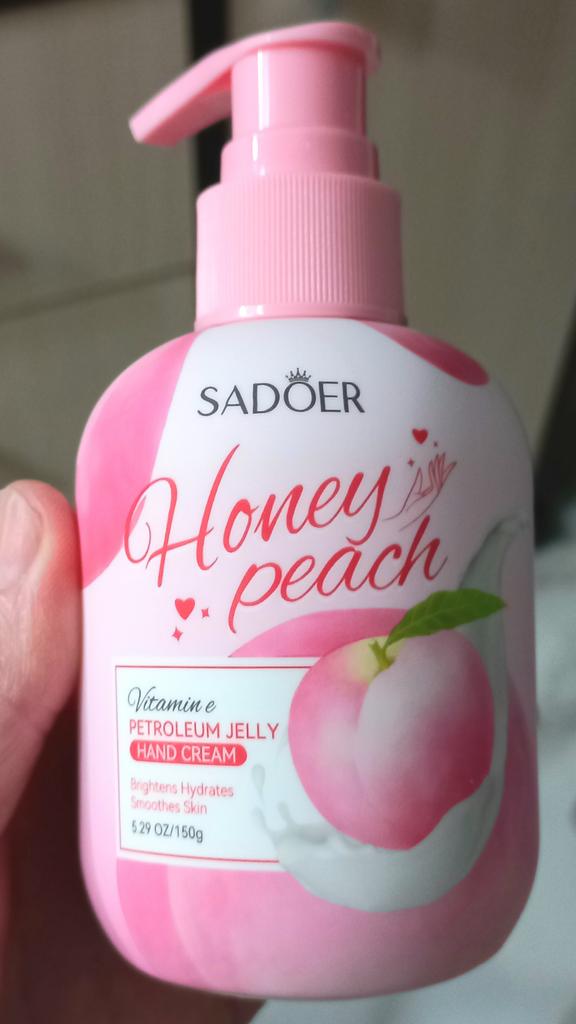 SADOER
Honey
peach
Vitamin e
PETROLEUM JELLY
HAND CREAM
Brightens Hydrates
Smoothes Skin
5.29 OZ/150g